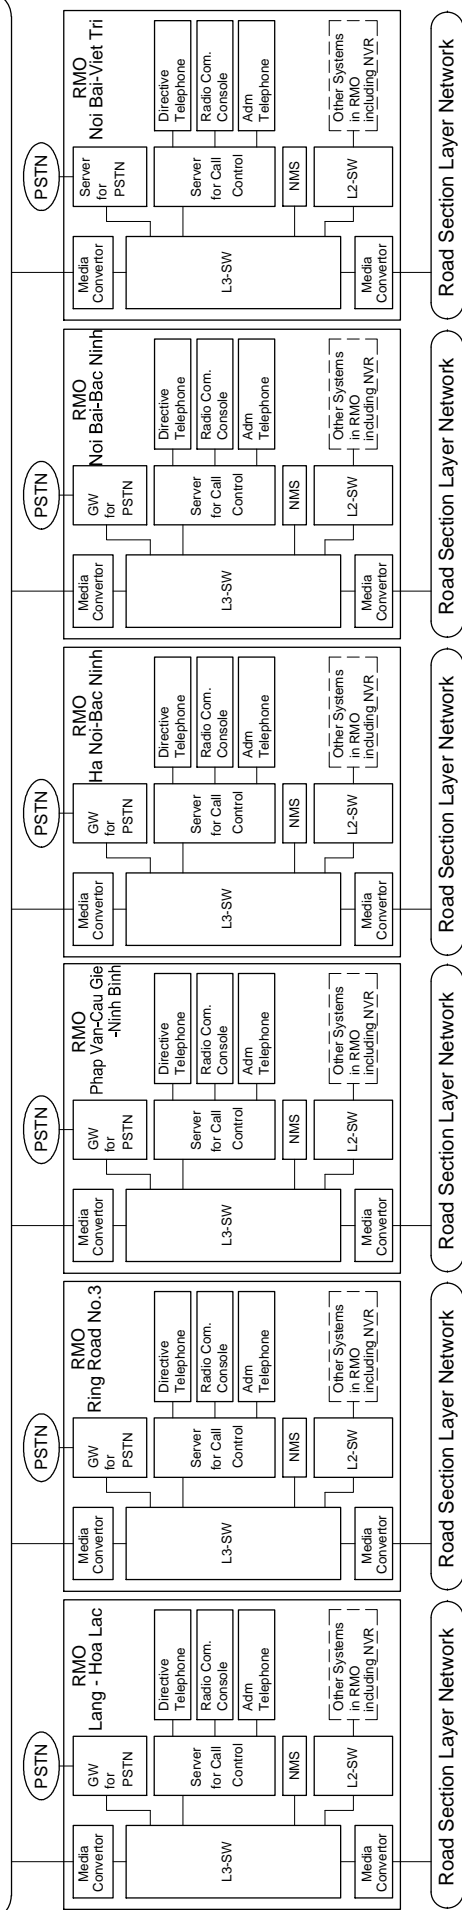 PSTN
RMO
Lang - Hoa Lac
Media
Convertor
GW
for
PSTN
Directive
Telephone
L3-SW
Server
for Call
Control
Radio Com.
Console
Adm
Telephone
NMS
Media
Convertor
L2-SW
Other Systems
in RMO
including NVR
Road Section Layer Network
PSTN
RMO
Ring Road No.3
Media
Convertor
GW
for
PSTN
Directive
Telephone
L3-SW
Server
for Call
Control
Radio Com.
Console
Adm
Telephone
NMS
Media
Convertor
L2-SW
Other Systems
in RMO
including NVR
Road Section Layer Network
PSTN
RMO
Phap Van-Cau Gie
-Ninh Binh
Media
Convertor
GW
for
PSTN
Directive
Telephone
L3-SW
Server
for Call
Control
Radio Com.
Console
Adm
Telephone
NMS
Media
Convertor
L2-SW
Other Systems
in RMO
including NVR
Road Section Layer Network
PSTN
RMO
Ha Noi-Bac Ninh
Media
Convertor
GW
for
PSTN
Directive
Telephone
L3-SW
Server
for Call
Control
Radio Com.
Console
Adm
Telephone
NMS
Media
Convertor
L2-SW
Other Systems
in RMO
including NVR
Road Section Layer Network
PSTN
RMO
Noi Bai-Bac Ninh
Media
Convertor
GW
for
PSTN
Directive
Telephone
L3-SW
Server
for Call
Control
Radio Com.
Console
Adm
Telephone
NMS
Media
Convertor
L2-SW
Other Systems
in RMO
including NVR
Road Section Layer Network
PSTN
RMO
Noi Bai-Viet Tri
Media
Convertor
Server
for
PSTN
Directive
Telephone
L3-SW
Server
for Call
Control
Radio Com.
Console
Adm
Telephone
NMS
Media
Convertor
L2-SW
Other Systems
in RMO
including NVR
Road Section Layer Network